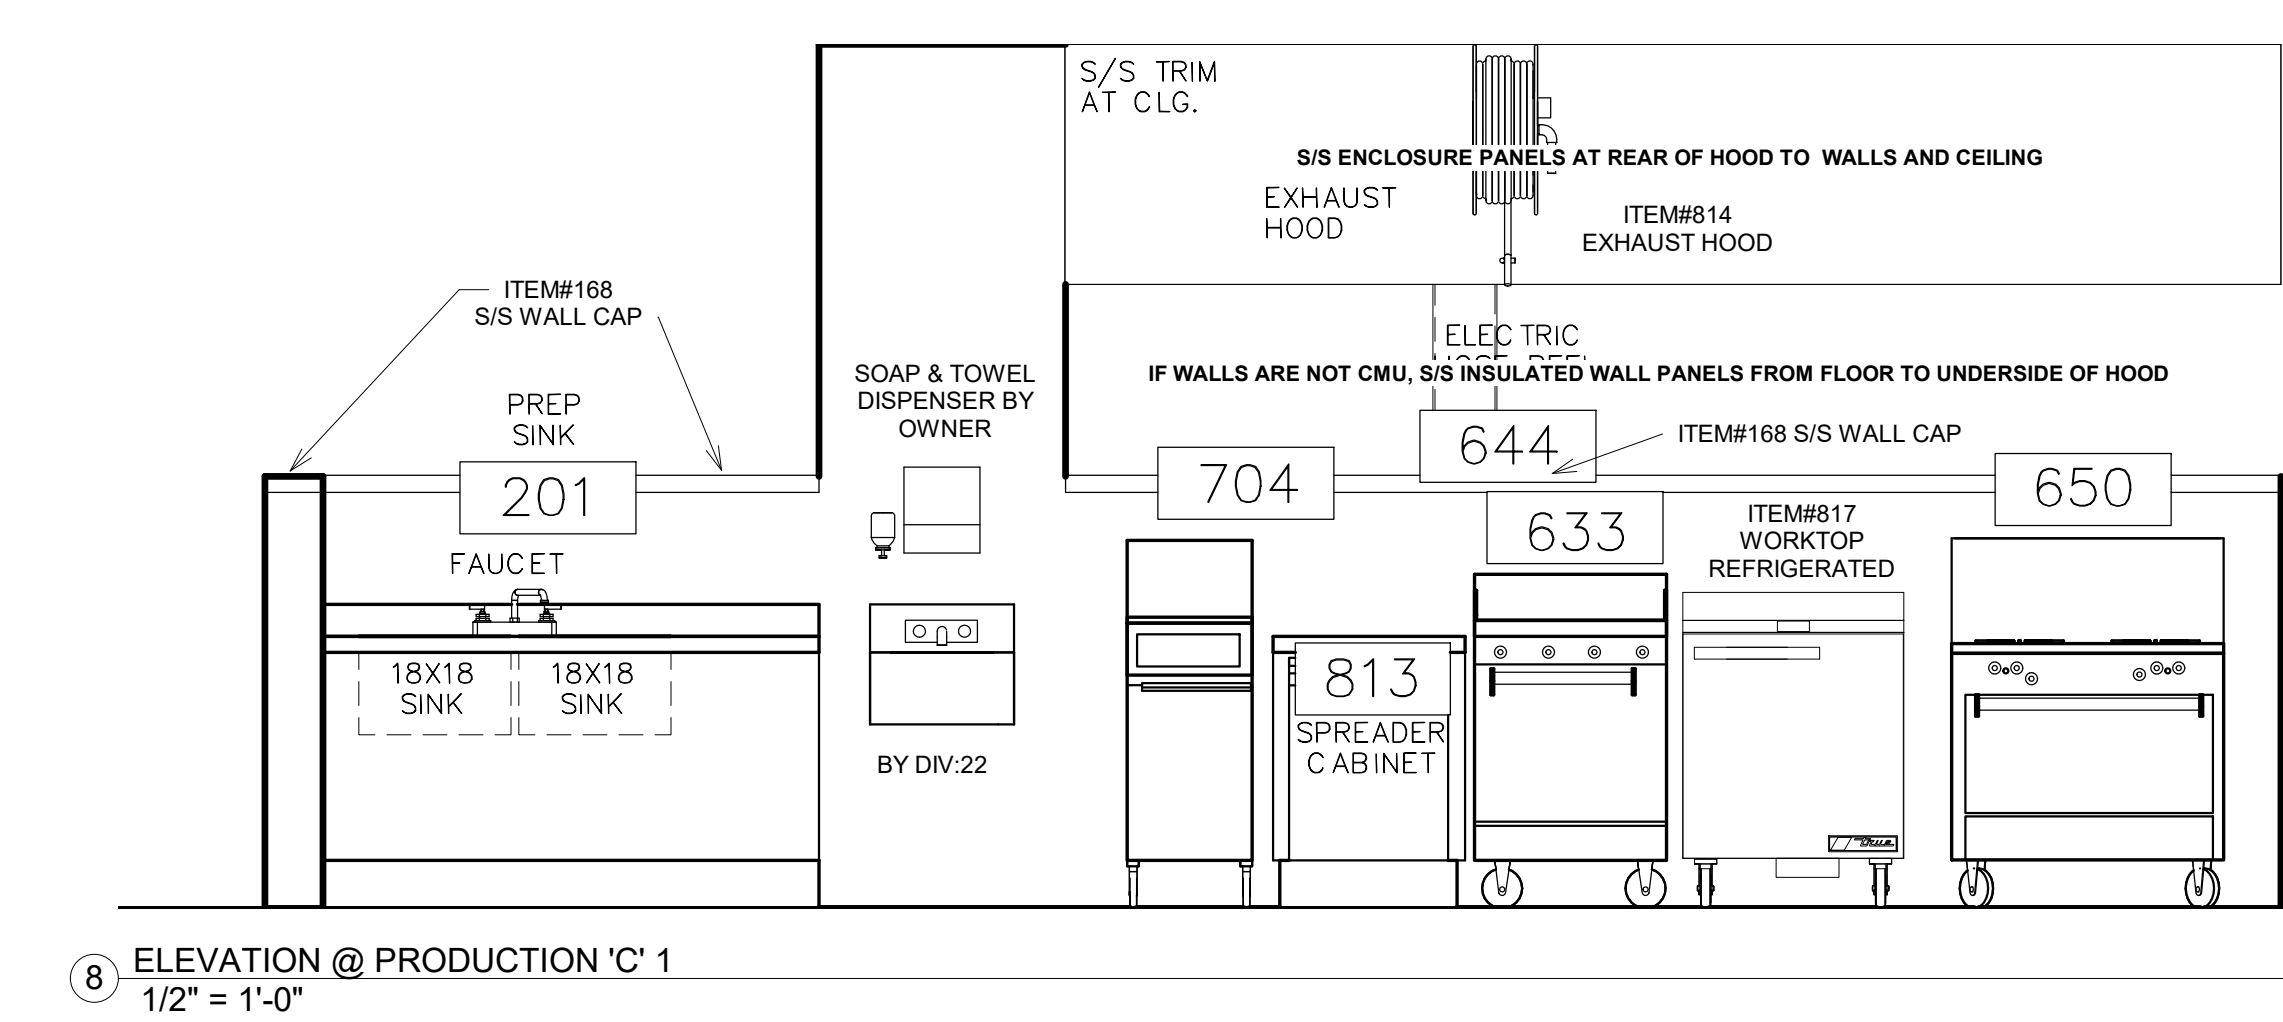 S/S TRIM
AT CLG.
S/S ENCLOSURE PANELS AT REAR OF HOOD TO WALLS AND CEILING
EXHAUST
HOOD
ITEM#814
EXHAUST HOOD
ITEM#168
S/S WALL CAP
ELECTRIC
IF WALLS ARE NOT CMU, S/S INSULATED WALL PANELS FROM FLOOR TO UNDERSIDE OF HOOD
SOAP & TOWEL
DISPENSER BY
OWNER
PREP
SINK
201
FAUCET
18X18
SINK
18X18
SINK
BY DIV:22
704
644
ITEM#168 S/S WALL CAP
633
650
ITEM#817
WORKTOP
REFRIGERATED
813
SPREADER
CABINET
True
8
ELEVATION @ PRODUCTION 'C' 1
1/2" = 1'-0"